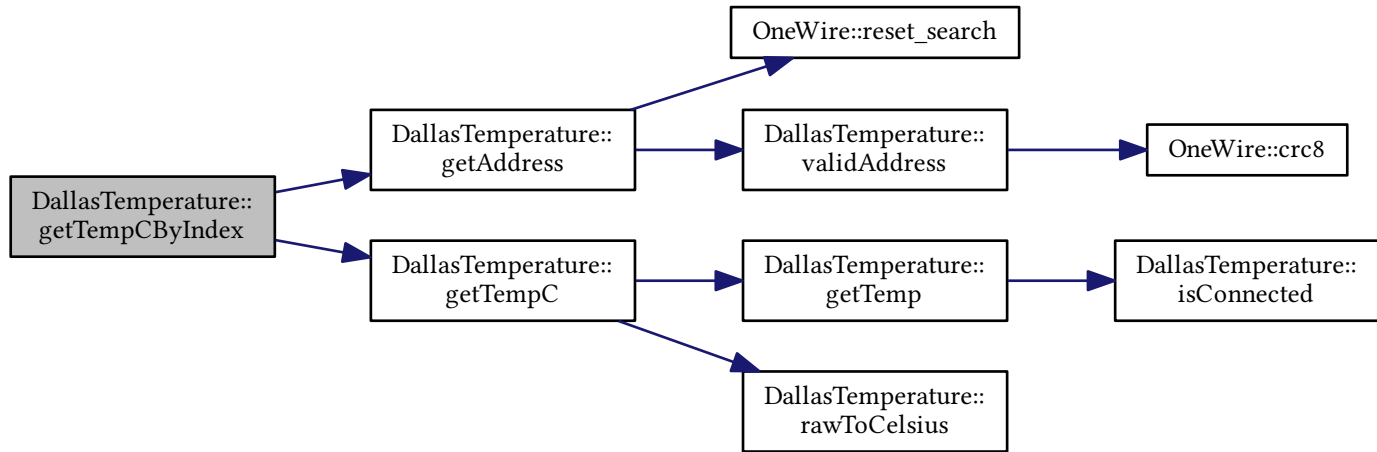 OneWire::reset_search
DallasTemperature::
getAddress
DallasTemperature::
validAddress
OneWire::crc8
DallasTemperature::
getTempCByIndex
DallasTemperature::
getTempC
DallasTemperature::
getTemp
DallasTemperature::
isConnected
DallasTemperature::
rawToCelsius